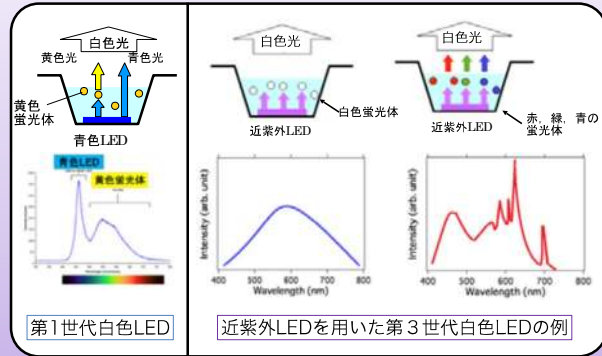 白色光
黄色光
青色光
黄色
蛍光体
青色LED
青色LED
黄色蛍光体
第1世代白色LED
白色光
白色蛍光体
近紫外LED
Intensity (arb. unit)
400 500 600 700 800
Wavelength (nm)
白色光
近紫外LED
赤, 緑, 青の
蛍光体
Intensity (arb. unit)
400 500 600 700 800
Wavelength (nm)
近紫外LEDを用いた第３世代白色LEDの例